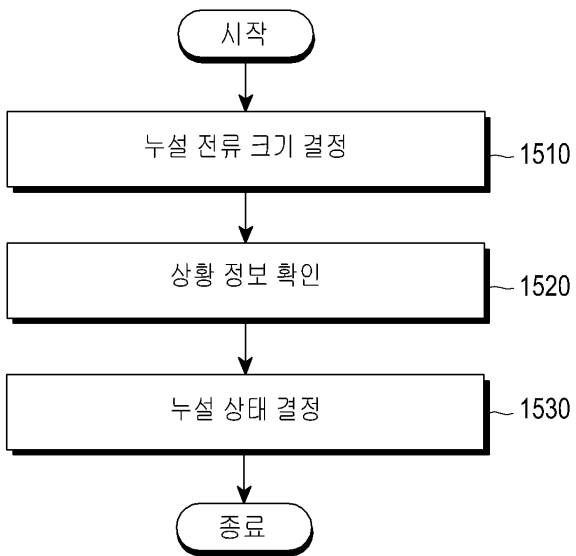 시작
누설 전류 크기 결정
1510
상황 정보 확인
1520
누설 상태 결정
1530
종료